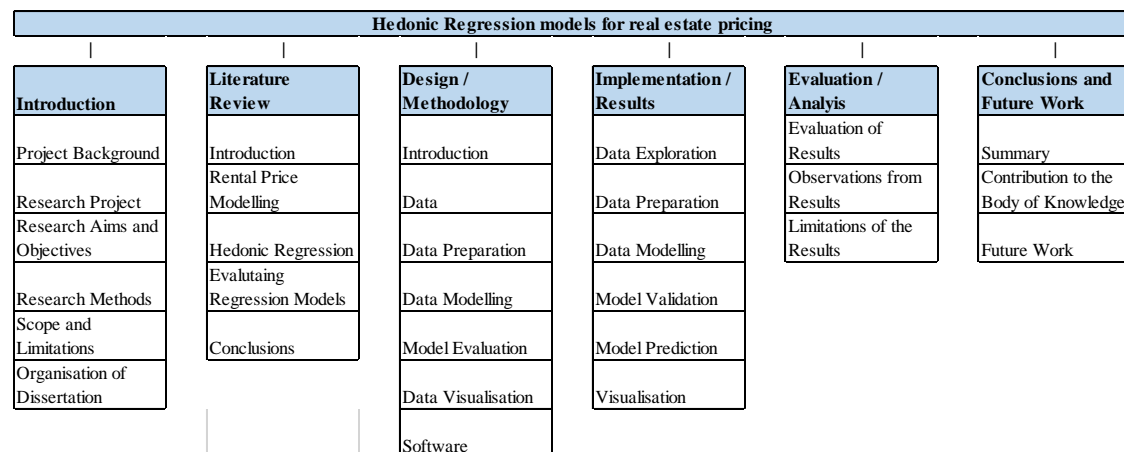 Hedonic Regression models for real estate pricing
Introduction
Project Background
Research Project
Research Aims and
Objectives
Research Methods
Scope and
Limitations
Organisation of
Dissertation
Literature
Review
Introduction
Rental Price
Modelling
Hedonic Regression
Evalutaing
Regression Models
Conclusions
Design /
Methodology
Introduction
Data
Data Preparation
Data Modelling
Model Evaluation
Data Visualisation
Software
Implementation /
Results
Data Exploration
Data Preparation
Data Modelling
Model Validation
Model Prediction
Visualisation
Evaluation /
Analyis
Evaluation of
Results
Observations from
Results
Limitations of the
Results
Conclusions and
Future Work
Summary
Contribution to the
Body of Knowledge
Future Work